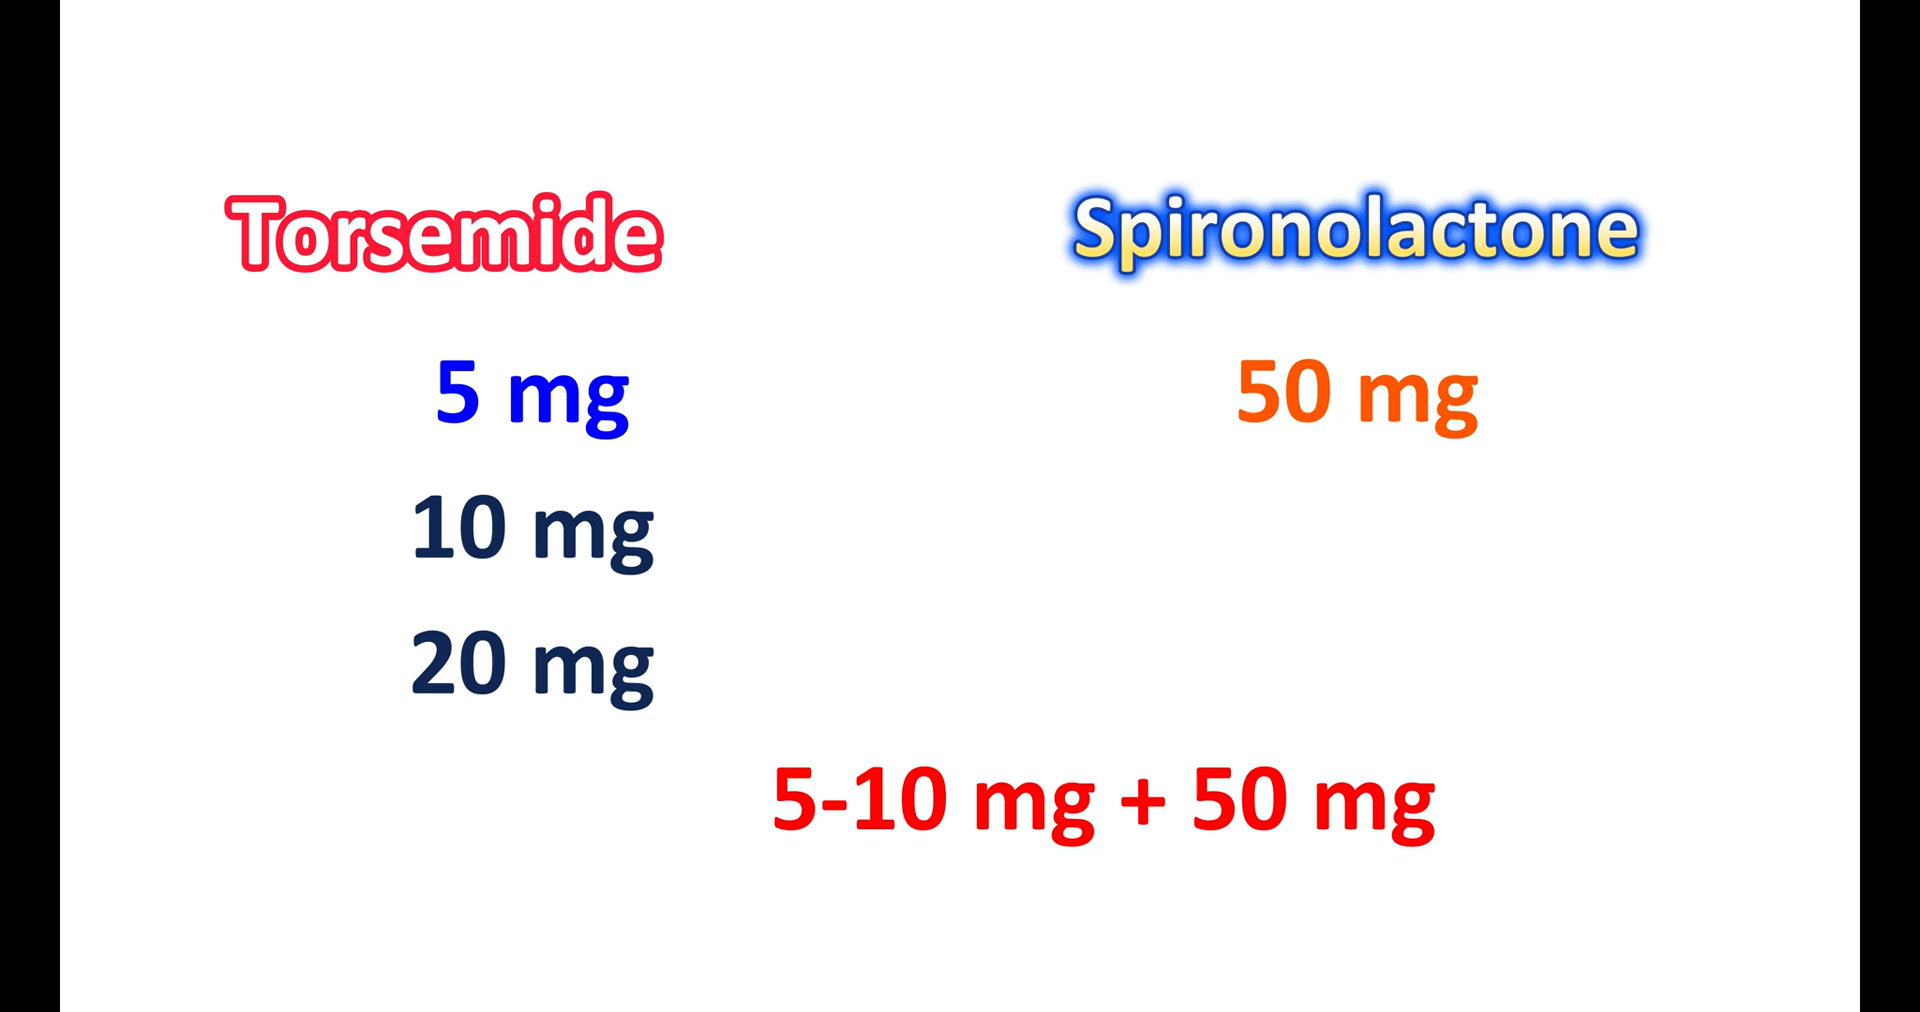 Torsemide Spironolactone
5 mg 50 mg
10 mg
20 mg
5-10 mg + 50 mg